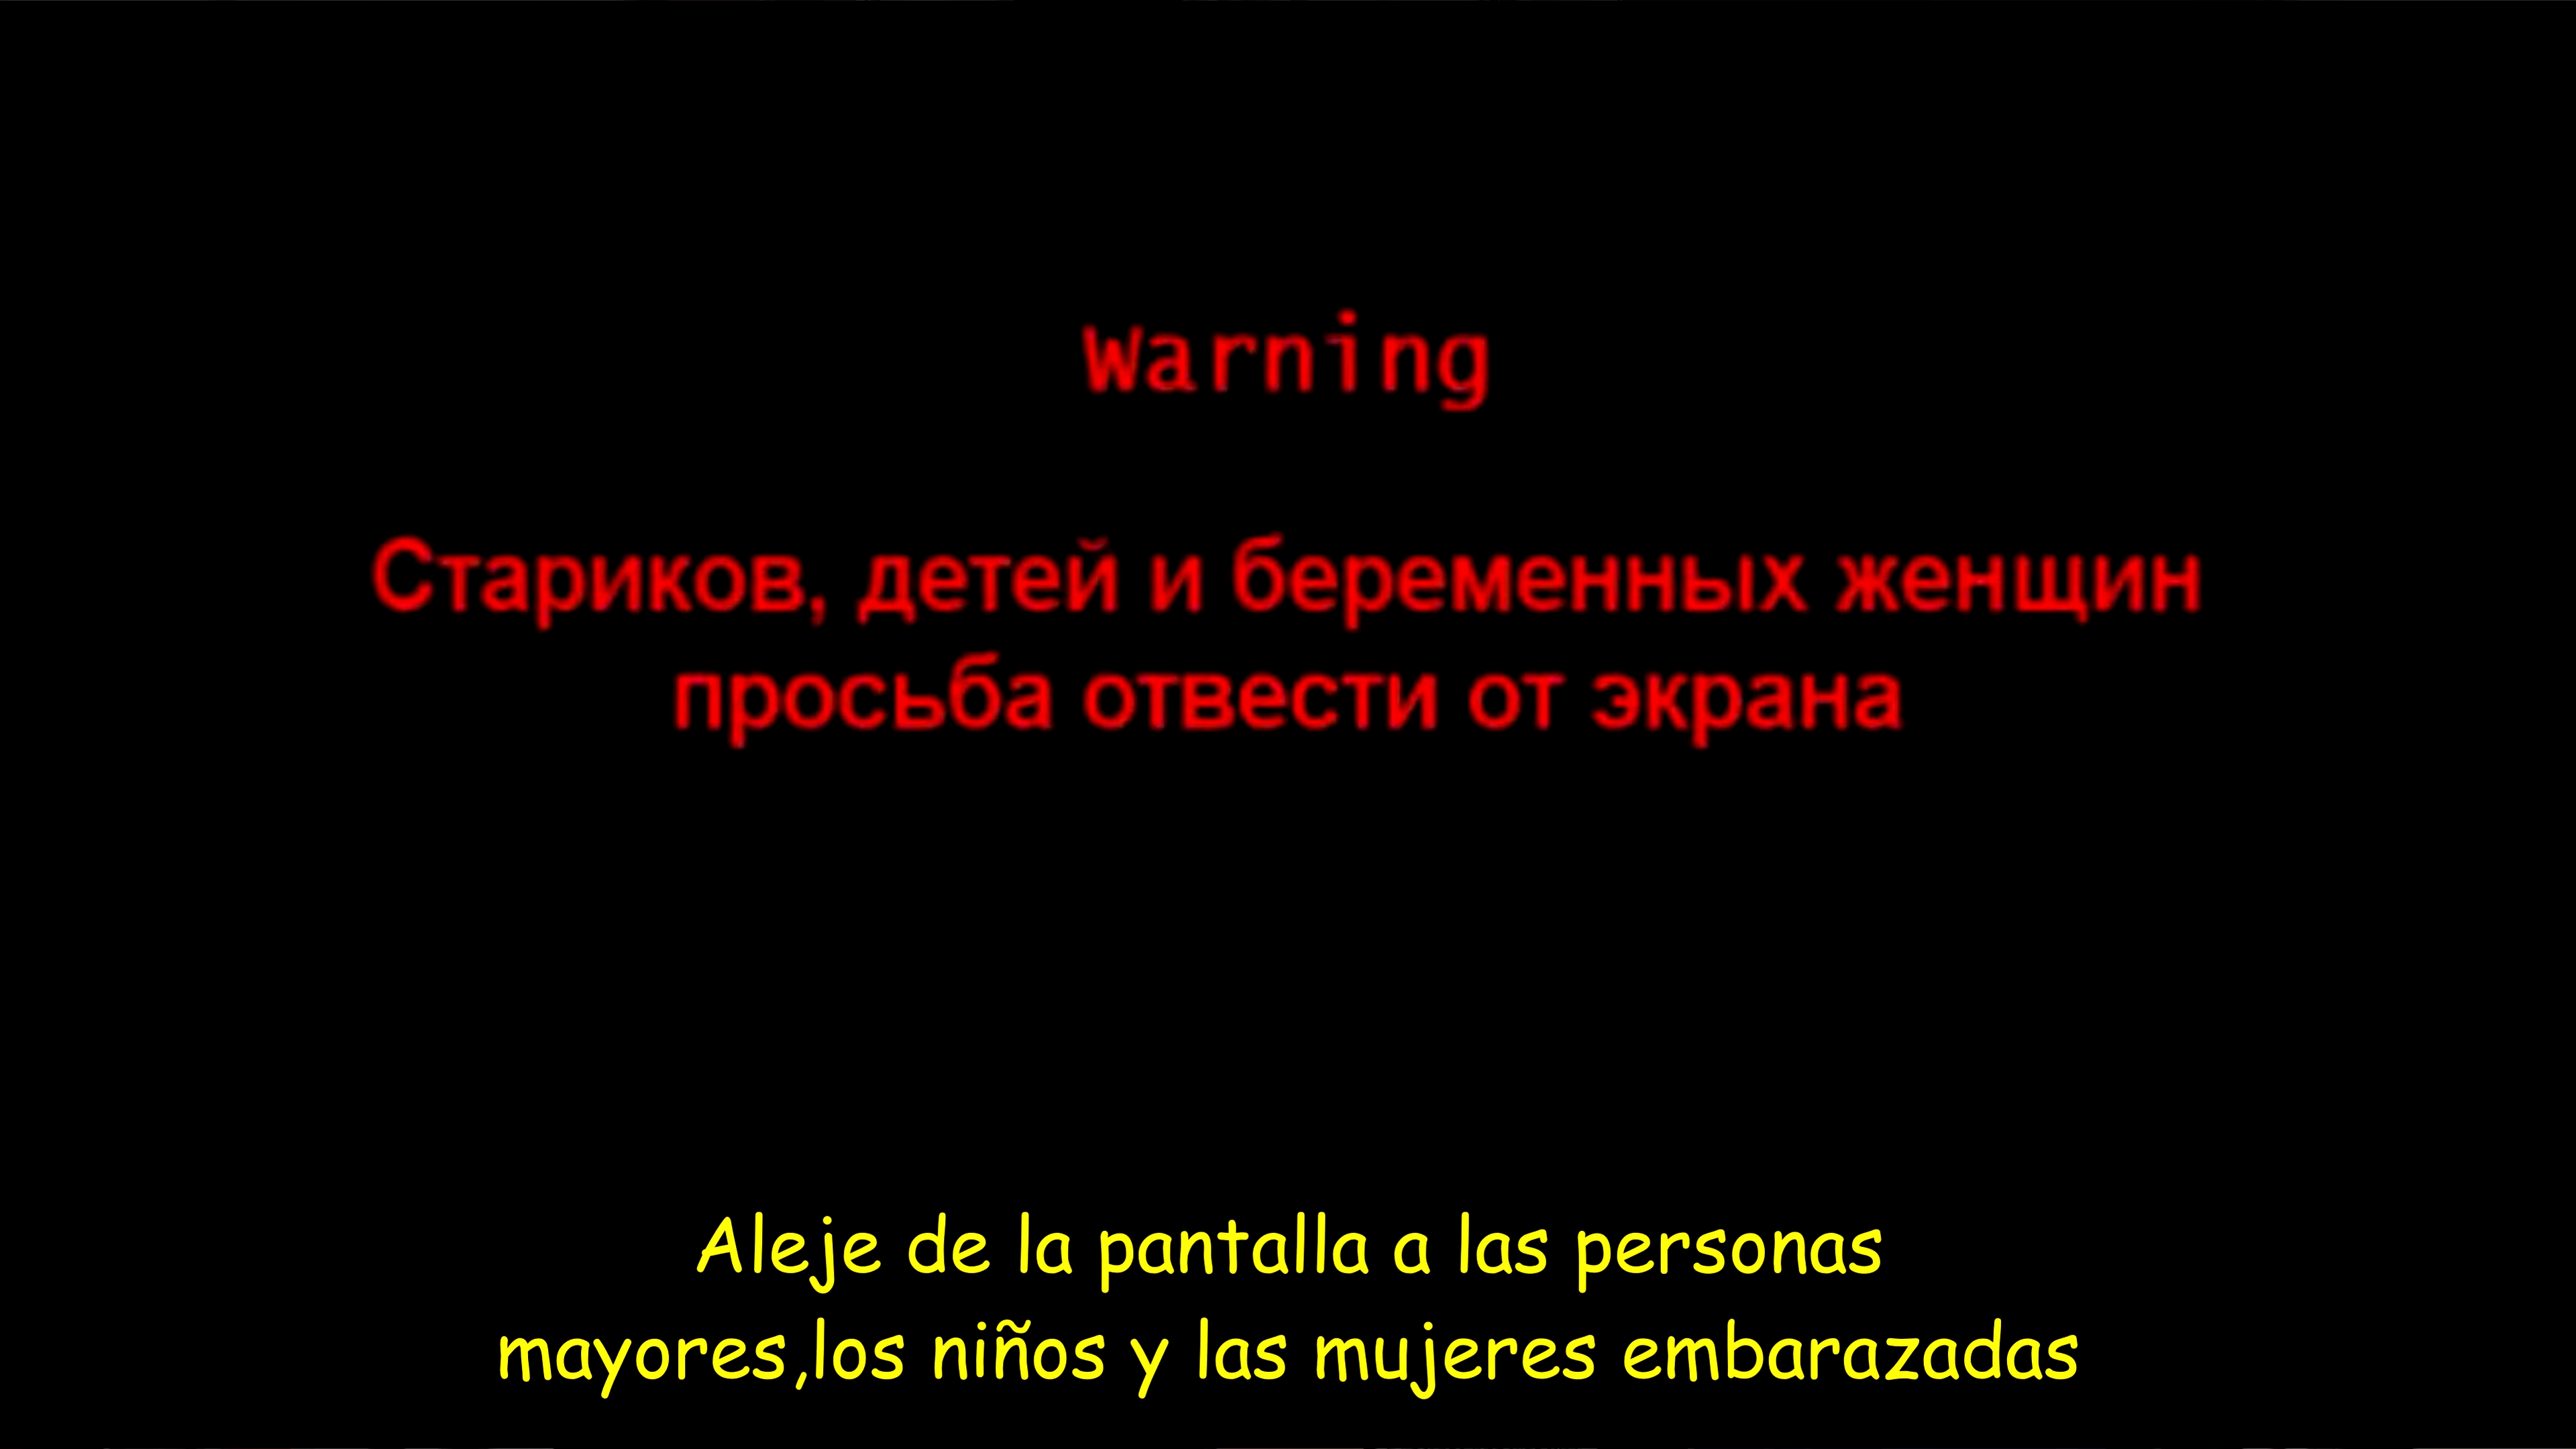 Warning
Стариков, детей и беременных женщин
просьба отвести от экрана
Aleje de la pantalla a las personas
mayores,los niños y las mujeres embarazadas